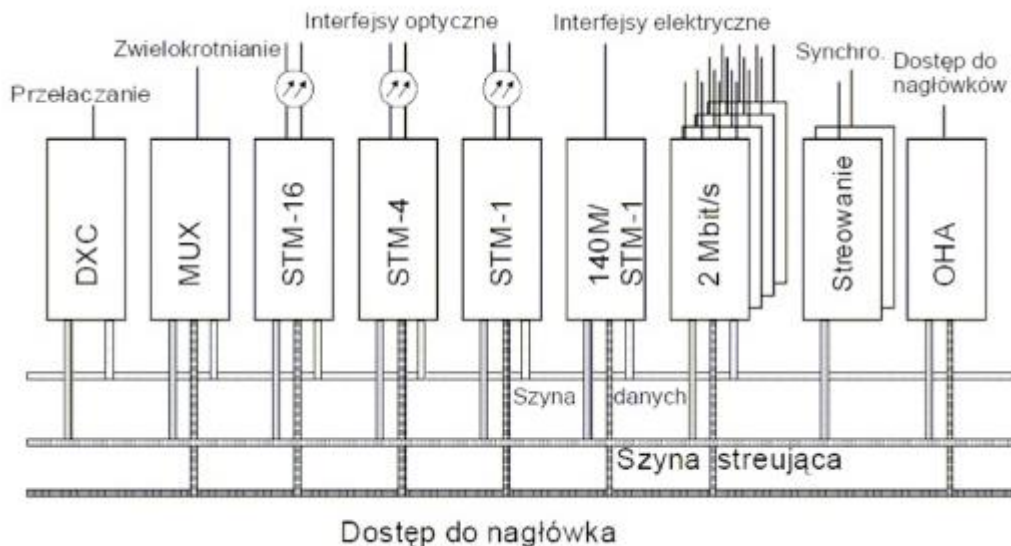 Interfejsy optyczne
Interfejsy elektryczne
Zwielokrotnianie
Synchro.
Dostęp do
nagłówków
Przełaczanie
DXC
MUX
STM-16
STM-4
STM-1
140M/
STM-1
2 Mbit/s
Streowanie
OHA
Szyna danych
Szyna streująca
Dostęp do nagłówka